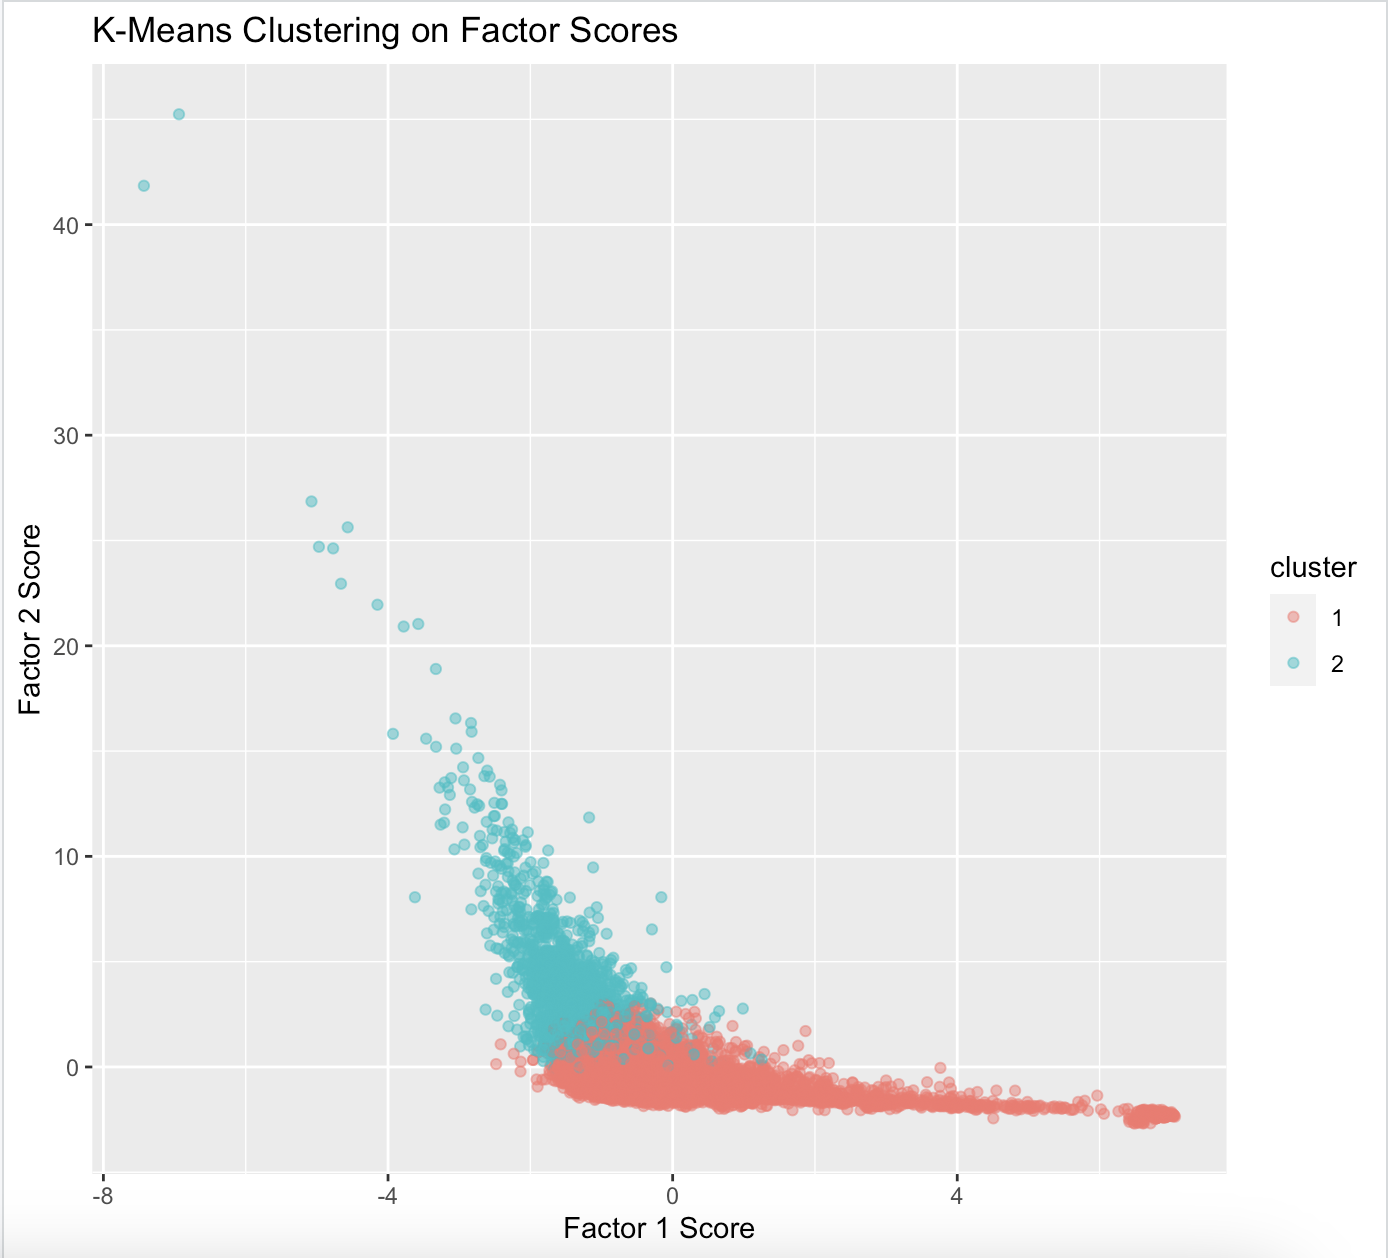 K-Means Clustering on Factor Scores
Factor 2 Score
40
30
20
10
0
-8
-4
0
4
Factor 1 Score
cluster
1
2